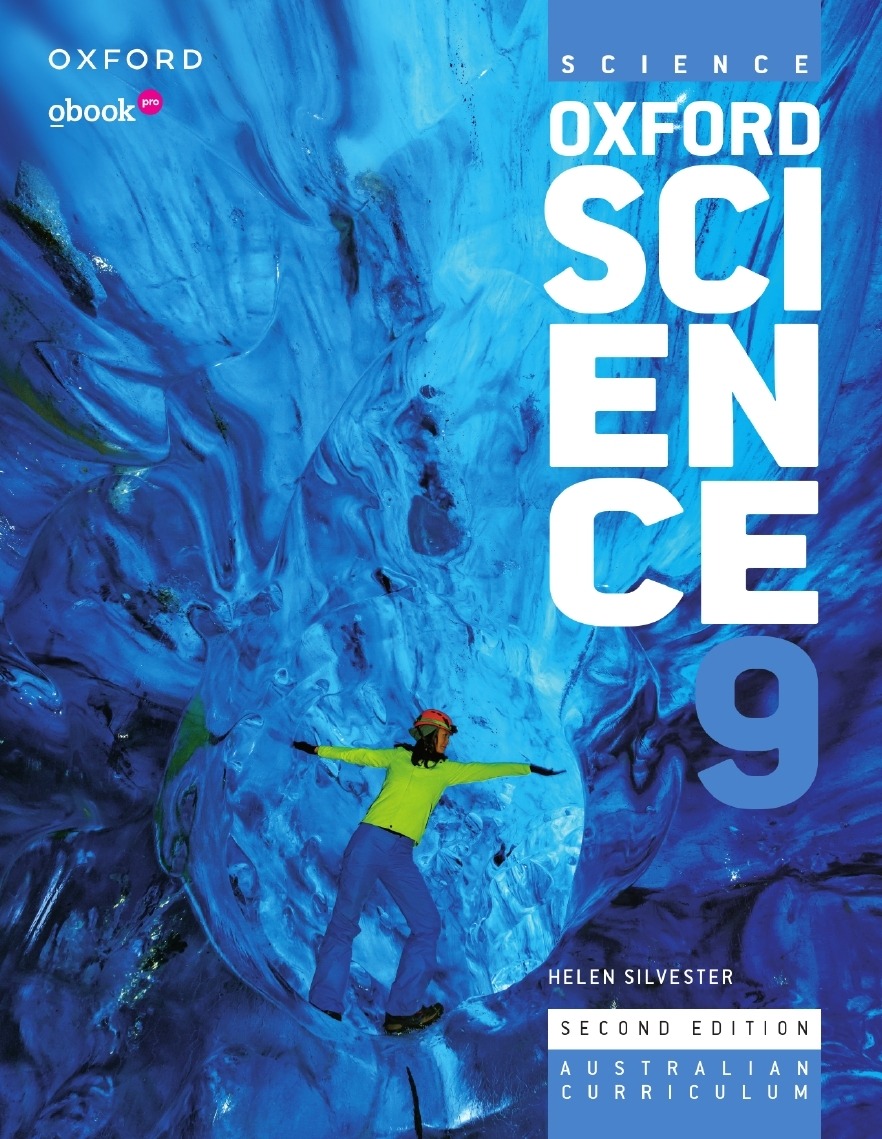 OXFORD
obook pro
SCIENCE
OXFORD
SCI
EN
CE
9
HELEN SILVESTER
SECOND EDITION
AUSTRALIAN
CURRICULUM